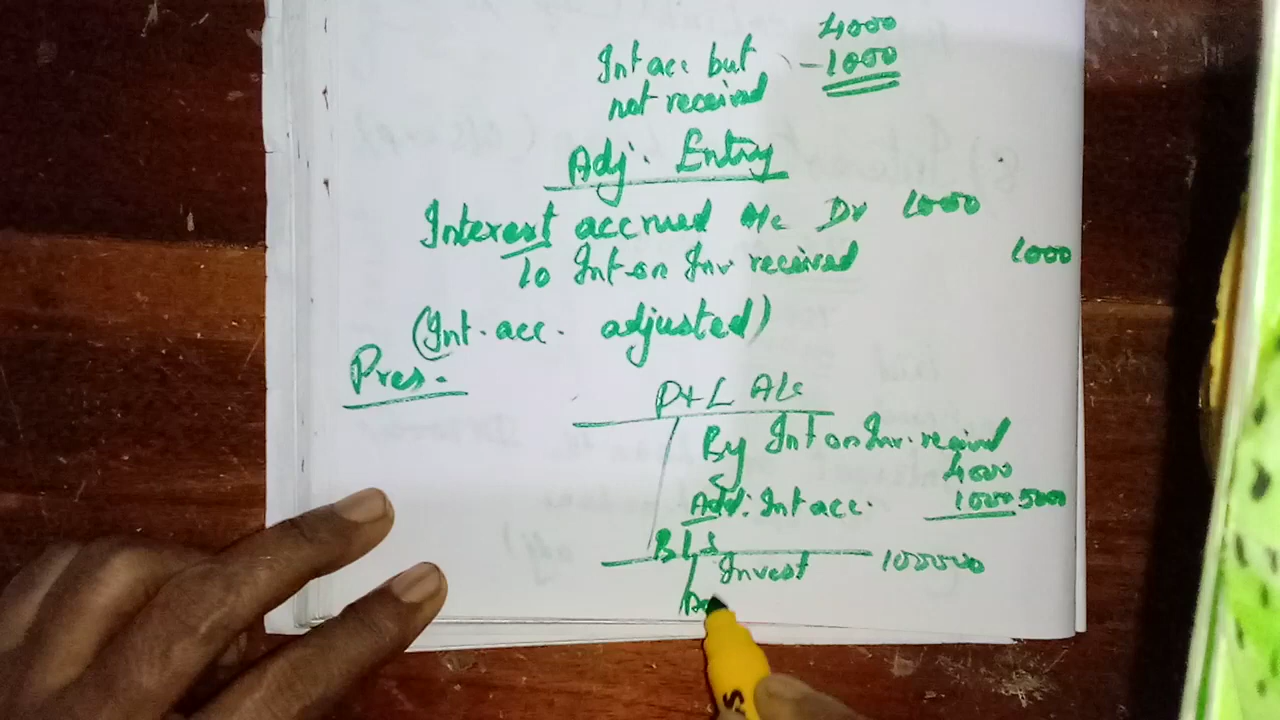 4000
Int acc. but - 1000
not received
Adj. Entry
Interest accrued A/c Dr 1000
To Int on Inv received 1000
(Int. acc. adjusted)
Pres.
P+L A/c
By Int on Inv. received
4000
Add: Int acc. 1000 5000
B/S
Invest 100000